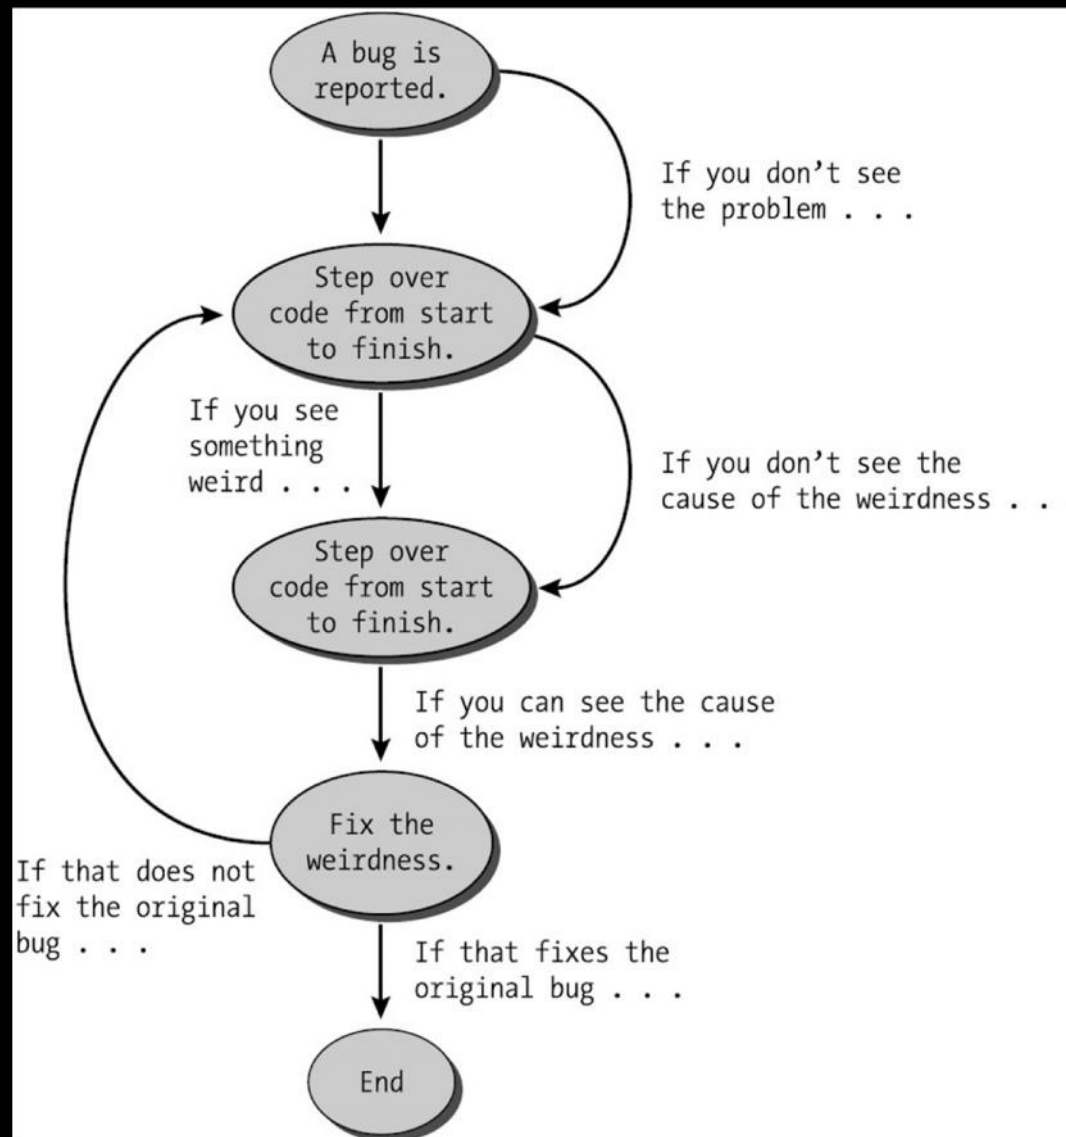 A bug is
reported.
If you don't see
the problem . . .
Step over
code from start
to finish.
If you see
something
weird . . .
If you don't see the
cause of the weirdness . .
Step over
code from start
to finish.
If you can see the cause
of the weirdness . . .
Fix the
weirdness.
If that does not
fix the original
bug . . .
If that fixes the
original bug . . .
End